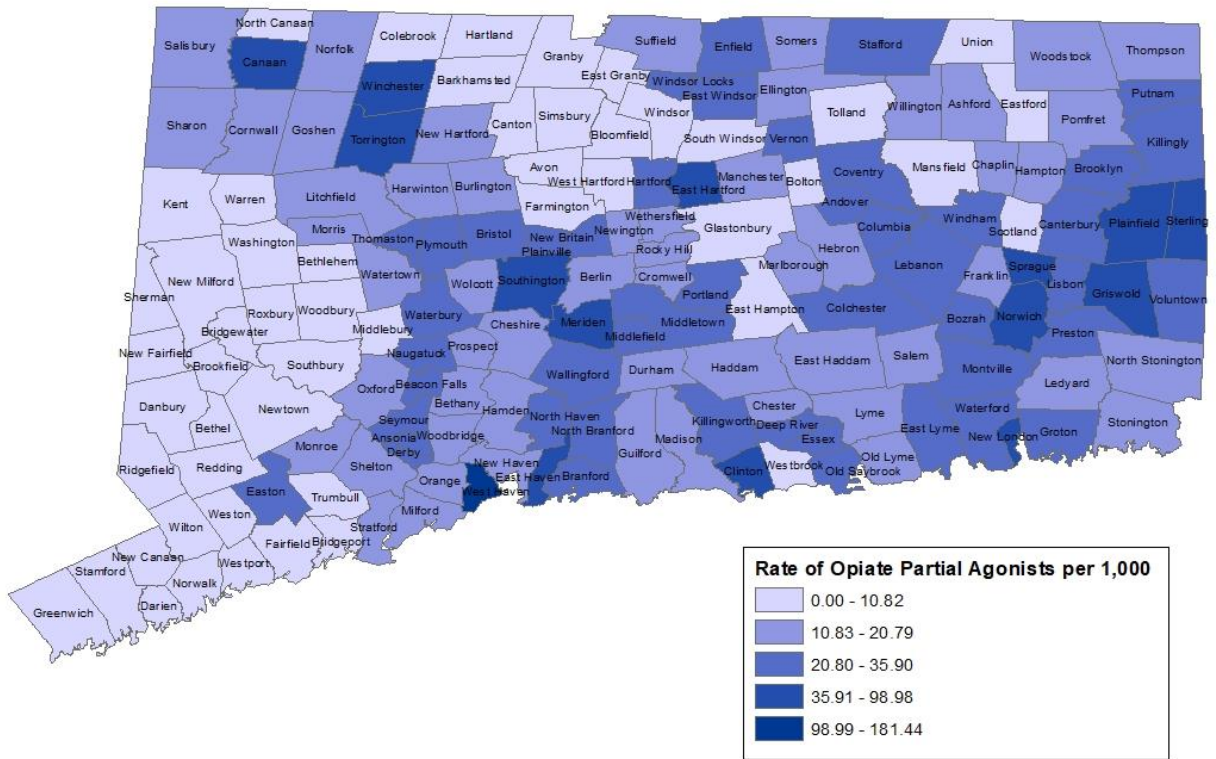 North Canaan
Colebrook
Hartland
Salisbury
Norfolk
Granby
Suffield
Enfield
Somers
Stafford
Union
Woodstock
Thompson
Canaan
Winchester
Barkhamsted
East Granby
Windsor Locks
East Windsor
Ellington
Willington
Ashford
Eastford
Putnam
Pomfret
Sharon
Cornwall
Goshen
Torrington
New Hartford
Canton
Simsbury
Bloomfield
Windsor
South Windsor
Vernon
Tolland
Killingly
Kent
Warren
Litchfield
Harwinton
Burlington
Avon
West Hartford
Hartford
East Hartford
Manchester
Bolton
Coventry
Mansfield
Chaplin
Hampton
Brooklyn
Farmington
Andover
Washington
Morris
Thomaston
Plymouth
Bristol
New Britain
Plainville
Newington
Wethersfield
Rocky Hill
Glastonbury
Hebron
Columbia
Windham
Scotland
Canterbury
Plainfield
Sterling
Bethlehem
Watertown
Wolcott
Southington
Berlin
Cromwell
Marlborough
Lebanon
Franklin
Sprague
Lisbon
Griswold
Voluntown
Sherman
New Milford
Roxbury
Woodbury
Middlebury
Waterbury
Cheshire
Meriden
Middlefield
Middletown
Portland
East Hampton
Colchester
Bozrah
Norwich
Preston
Bridgewater
New Fairfield
Brookfield
Southbury
Naugatuck
Prospect
Wallingford
Durham
Haddam
East Haddam
Salem
Montville
North Stonington
Ledyard
Danbury
Bethel
Newtown
Oxford
Beacon Falls
Bethany
Hamden
North Haven
North Branford
Killingworth
Chester
Deep River
Essex
Lyme
East Lyme
Waterford
New London
Groton
Stonington
Seymour
Ansonia
Derby
Woodbridge
Guilford
Madison
Ridgefield
Redding
Monroe
Shelton
Orange
New Haven
East Haven
West Haven
Branford
Clinton
Westbrook
Old Saybrook
Old Lyme
Easton
Trumbull
Milford
Stratford
Wilton
Weston
Fairfield
Bridgeport
New Canaan
Westport
Stamford
Norwalk
Darien
Greenwich
Rate of Opiate Partial Agonists per 1,000
0.00 - 10.82
10.83 - 20.79
20.80 - 35.90
35.91 - 98.98
98.99 - 181.44